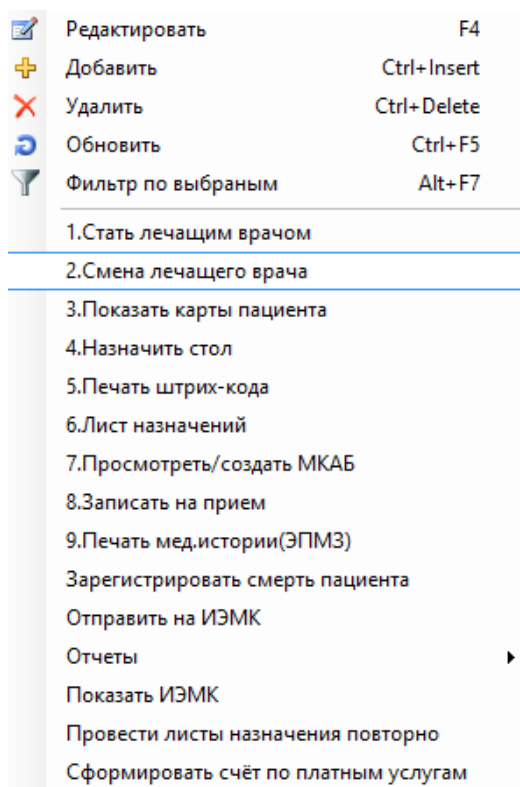 Редактировать F4
Добавить Ctrl+Insert
Удалить Ctrl+Delete
Обновить Ctrl+F5
Фильтр по выбраным Alt+F7
1.Стать лечащим врачом
2.Смена лечащего врача
3.Показать карты пациента
4.Назначить стол
5.Печать штрих-кода
6.Лист назначений
7.Просмотреть/создать МКАБ
8.Записать на прием
9.Печать мед.истории(ЭПМЗ)
Зарегистрировать смерть пациента
Отправить на ИЭМК
Отчеты
Показать ИЭМК
Провести листы назначения повторно
Сформировать счёт по платным услугам